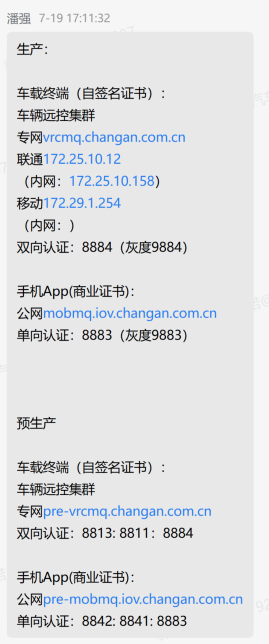 潘强 7-19 17:11:32
生产：
车载终端（自签名证书）：
车辆远控集群
专网vrcmq.changan.com.cn
联通172.25.10.12
（内网：172.25.10.158）
移动172.29.1.254
（内网：）
双向认证：8884（灰度9884）
手机App(商业证书)：
公网mobmq.iov.changan.com.cn
单向认证：8883（灰度9883）
预生产
车载终端（自签名证书）：
车辆远控集群
专网pre-vrcmq.changan.com.cn
双向认证：8813: 8811：8884
手机App(商业证书)：
公网pre-mobmq.iov.changan.com.cn
单向认证：8842: 8841: 8883